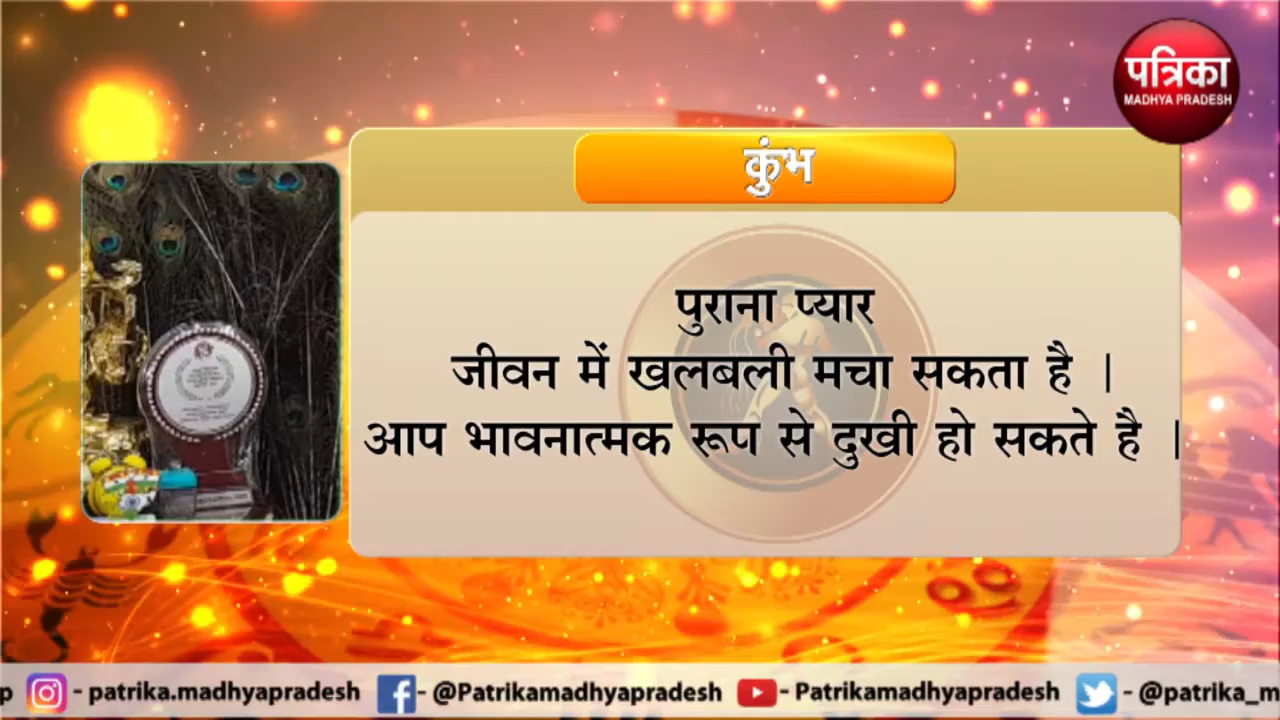 पत्रिका
MADHYA PRADESH
कुंभ
पुराना प्यार
जीवन में खलबली मचा सकता है |
आप भावनात्मक रूप से दुखी हो सकते है |
p - patrika.madhyapradesh - @Patrikamadhyapradesh - Patrikamadhyapradesh - @patrika_m